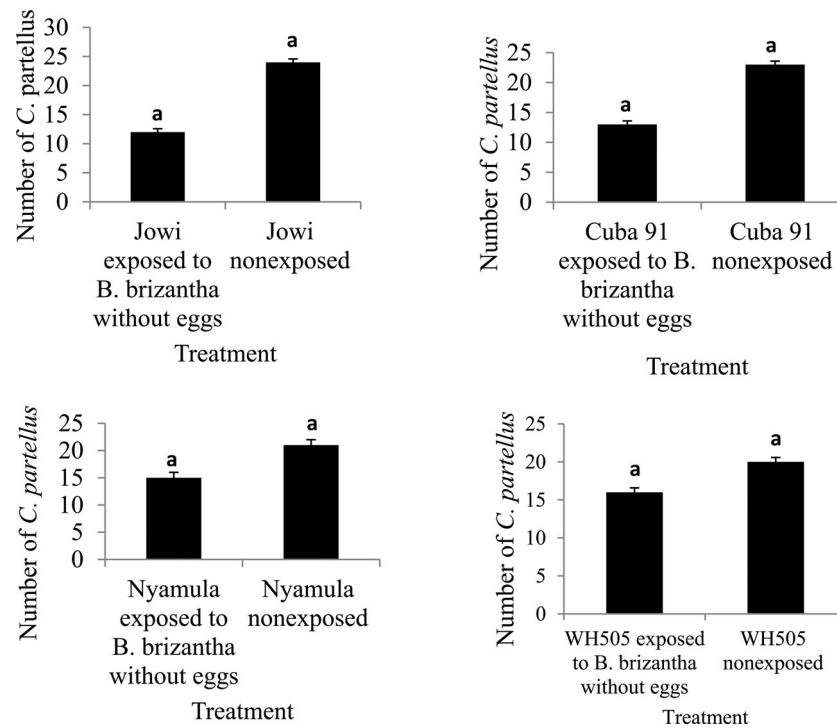 Number of C. partellus
30
25
20
15
10
5
0
a
a
Jowi
exposed to
B. brizantha
without eggs
Jowi
nonexposed
Treatment
Number of C. partellus
25
20
15
10
5
0
a
a
Cuba 91
exposed to B.
brizantha
without eggs
Cuba 91
nonexposed
Treatment
Number of C. partellus
25
20
15
10
5
0
a
a
Nyamula
exposed to
B. brizantha
without eggs
Nyamula
nonexposed
Treatment
Number of C. partellus
25
20
15
10
5
0
a
a
WH505 exposed
to B. brizantha
without eggs
WH505
nonexposed
Treatment